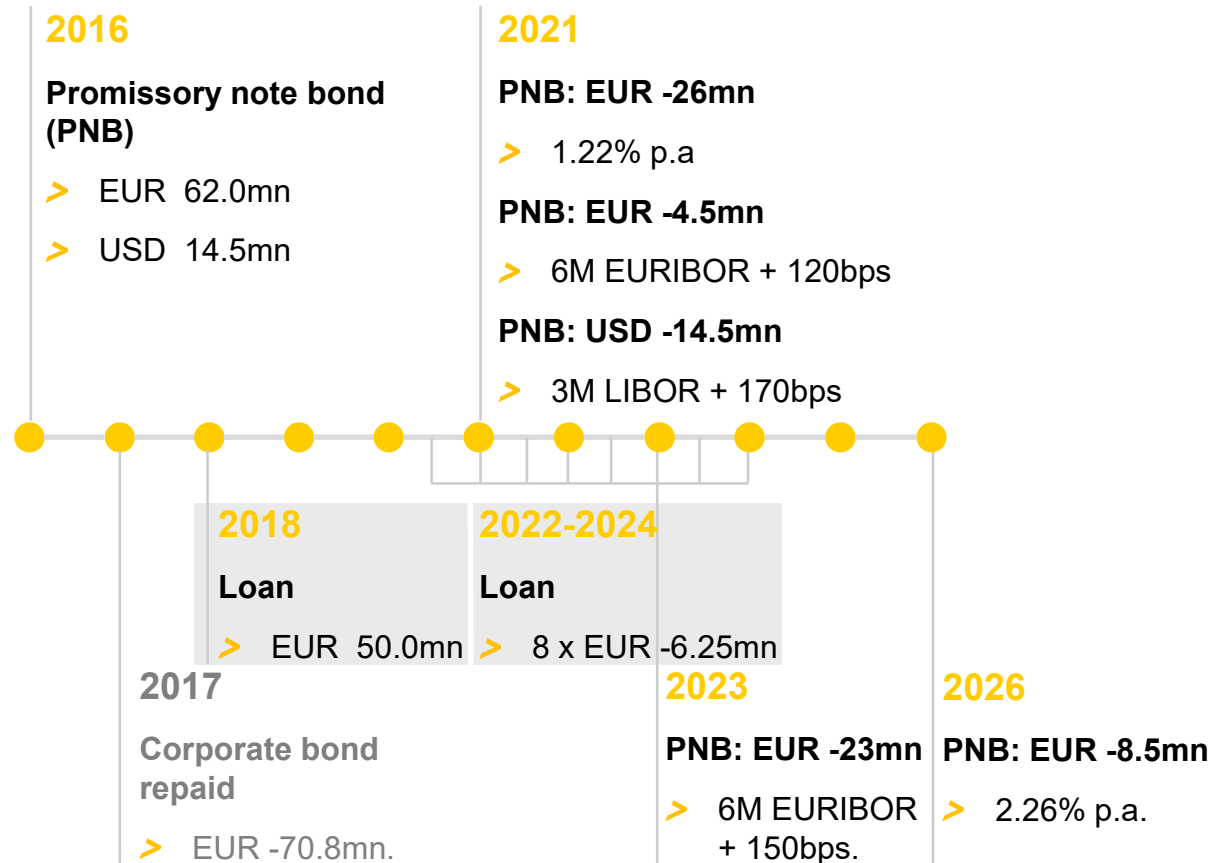 2016
Promissory note bond
(PNB)
> EUR 62.0mn
> USD 14.5mn
2021
PNB: EUR -26mn
> 1.22% p.a
PNB: EUR -4.5mn
> 6M EURIBOR + 120bps
PNB: USD -14.5mn
> 3M LIBOR + 170bps
2018
Loan
> EUR 50.0mn
2022-2024
Loan
> 8 x EUR -6.25mn
2017
Corporate bond
repaid
> EUR -70.8mn.
2023
PNB: EUR -23mn
> 6M EURIBOR
+ 150bps.
2026
PNB: EUR -8.5mn
> 2.26% p.a.